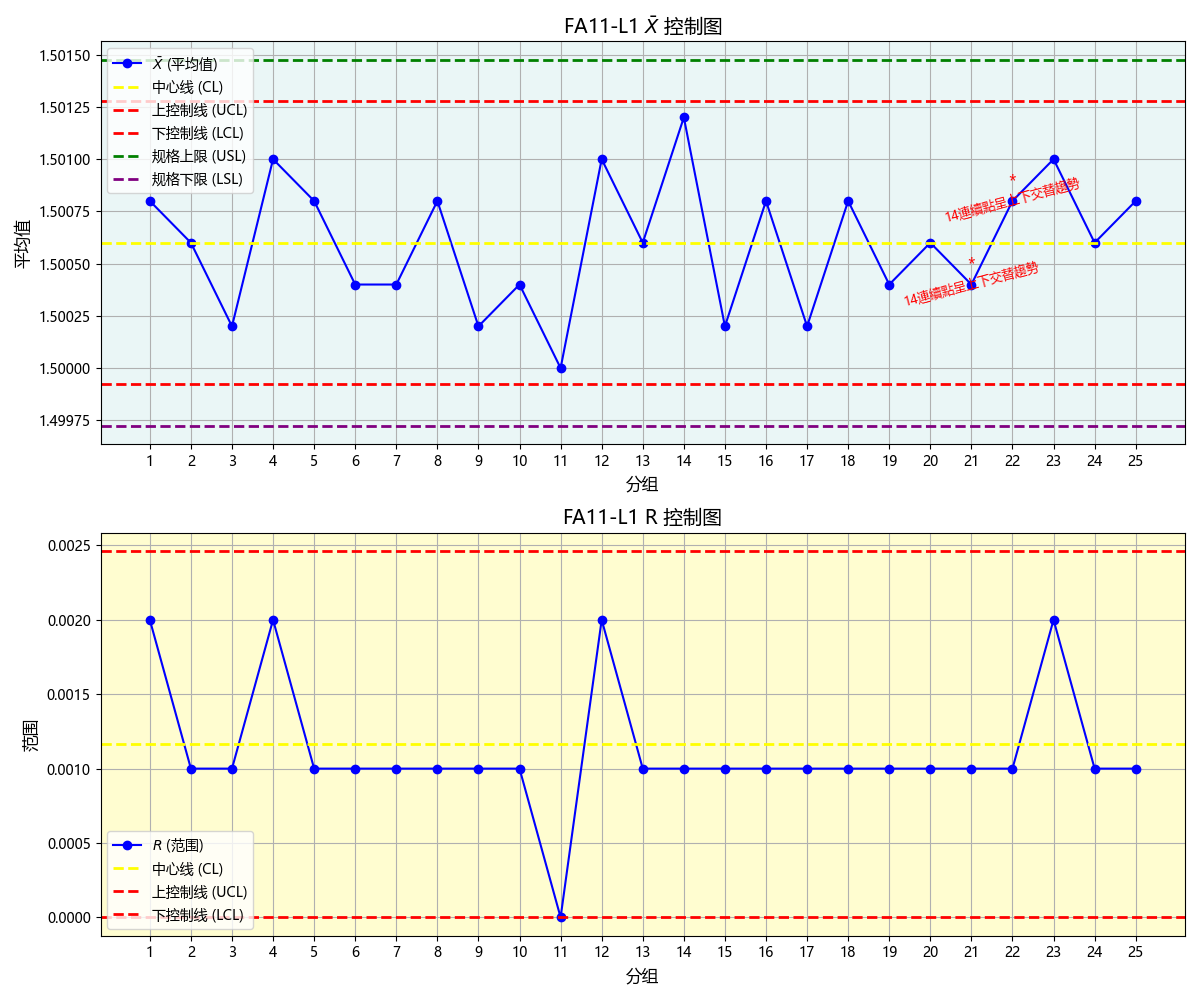 FA11-L1 X̄ 控制图
平均值
1.50150
1.50125
1.50100
1.50075
1.50050
1.50025
1.50000
1.49975
X̄ (平均值)
中心线 (CL)
上控制线 (UCL)
下控制线 (LCL)
规格上限 (USL)
规格下限 (LSL)
*
14連續點呈上下交替趨勢
*
14連續點呈上下交替趨勢
1 2 3 4 5 6 7 8 9 10 11 12 13 14 15 16 17 18 19 20 21 22 23 24 25
分组
FA11-L1 R 控制图
范围
0.0025
0.0020
0.0015
0.0010
0.0005
0.0000
R (范围)
中心线 (CL)
上控制线 (UCL)
下控制线 (LCL)
1 2 3 4 5 6 7 8 9 10 11 12 13 14 15 16 17 18 19 20 21 22 23 24 25
分组